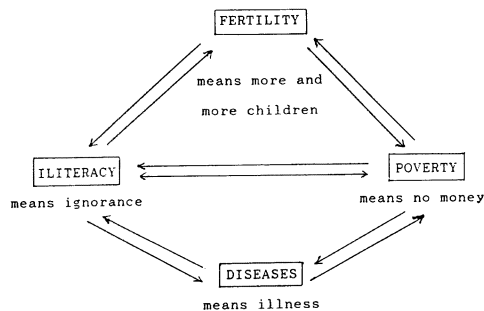 FERTILITY
means more and
more children
ILITERACY
means ignorance
POVERTY
means no money
DISEASES
means illness